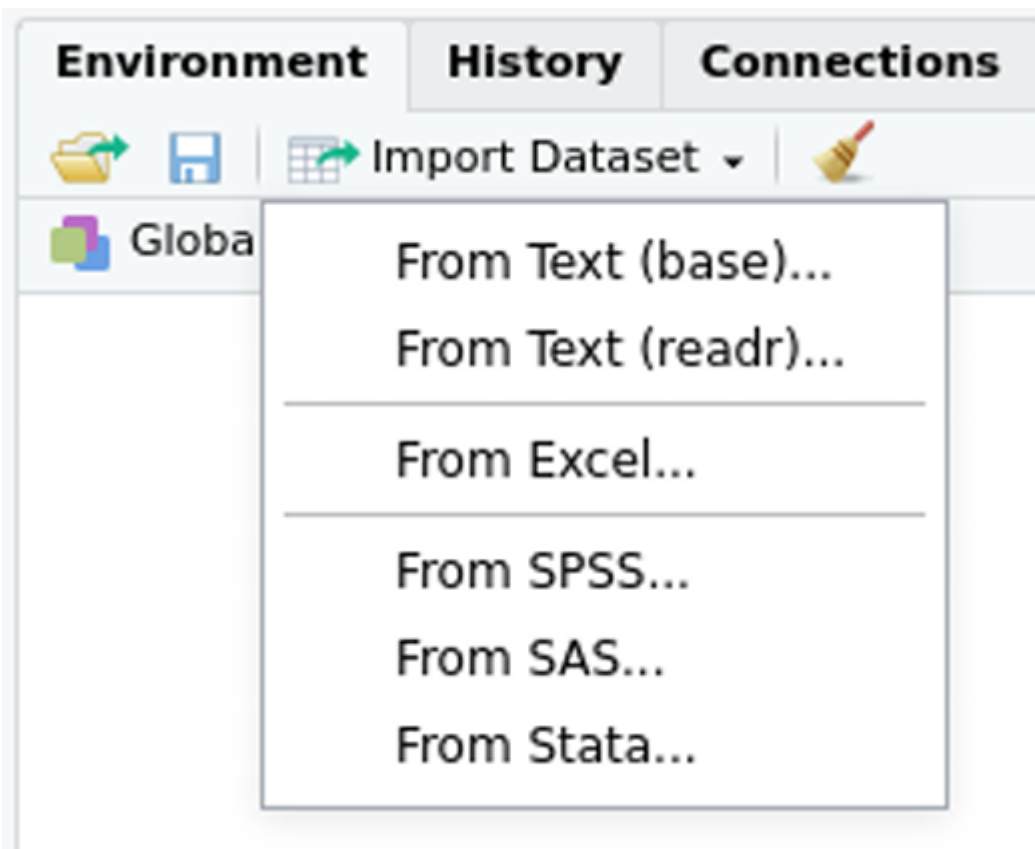 Environment History Connections
Import Dataset
Globa
From Text (base)...
From Text (readr)...
From Excel...
From SPSS...
From SAS...
From Stata...